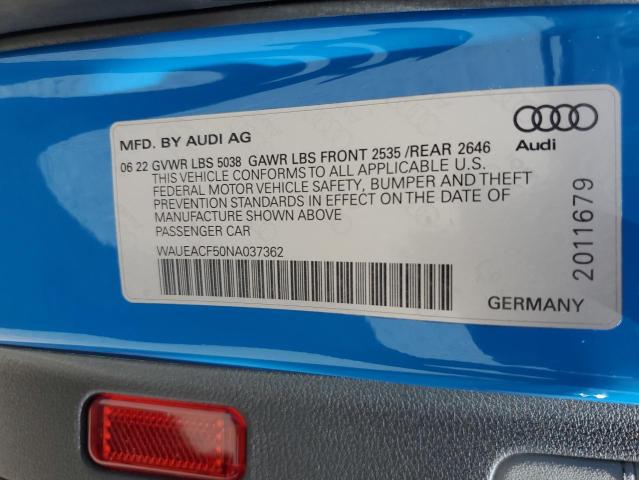 MFD. BY AUDI AG
06 22 GVWR LBS 5038 GAWR LBS FRONT 2535 /REAR 2646
THIS VEHICLE CONFORMS TO ALL APPLICABLE U.S.
FEDERAL MOTOR VEHICLE SAFETY, BUMPER AND THEFT
PREVENTION STANDARDS IN EFFECT ON THE DATE OF
MANUFACTURE SHOWN ABOVE
PASSENGER CAR
WAUEACF50NA037362
Audi
2011679
GERMANY